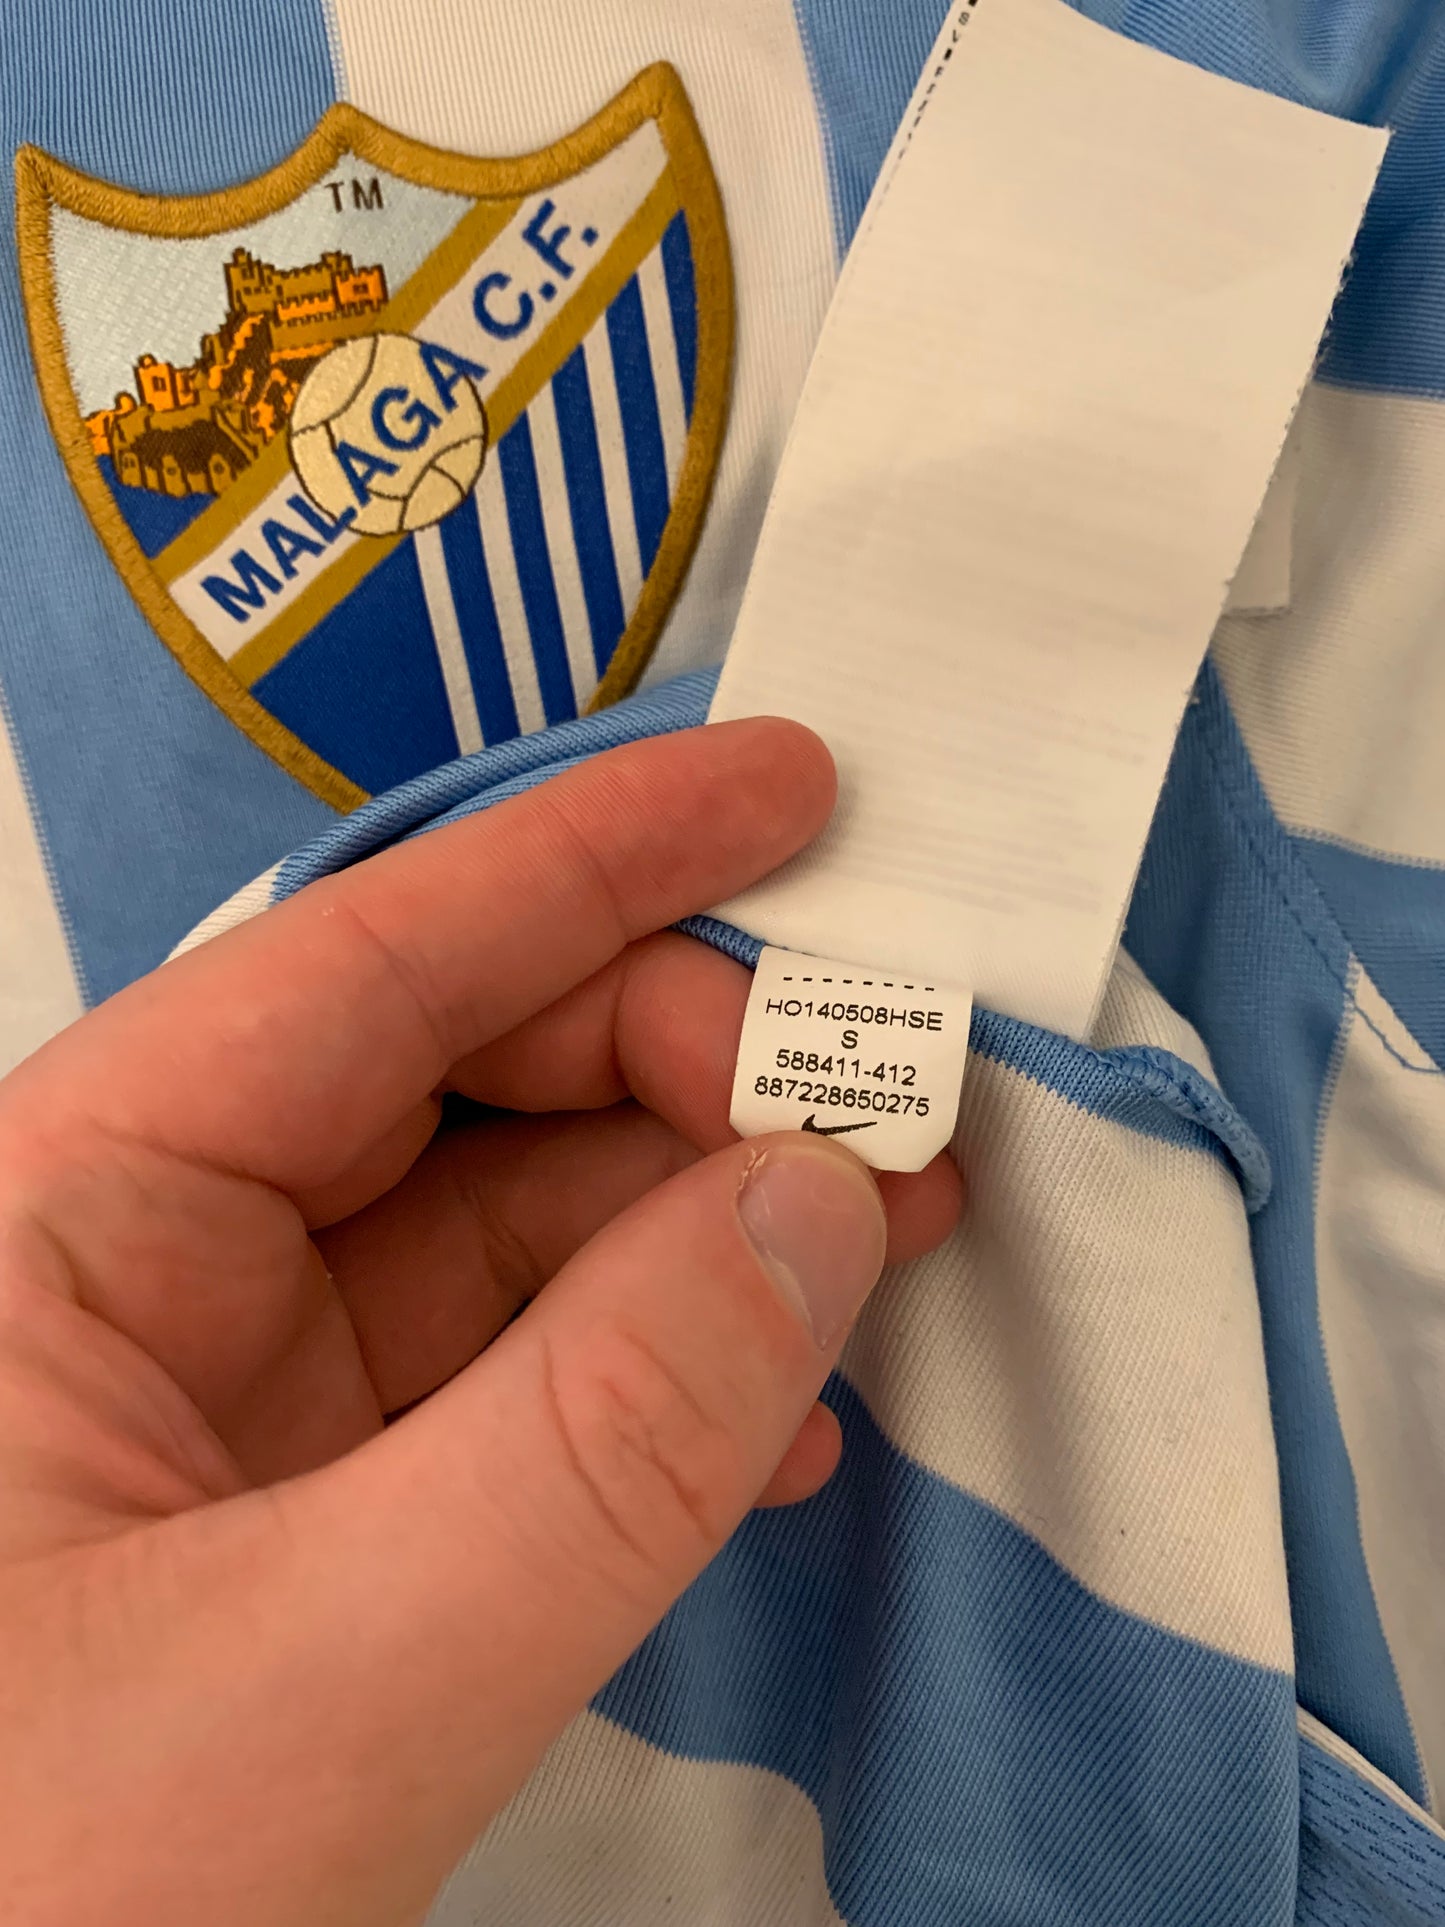 TM
MALAGA C.F.
HO140508HSE
S
588411-412
887228650275